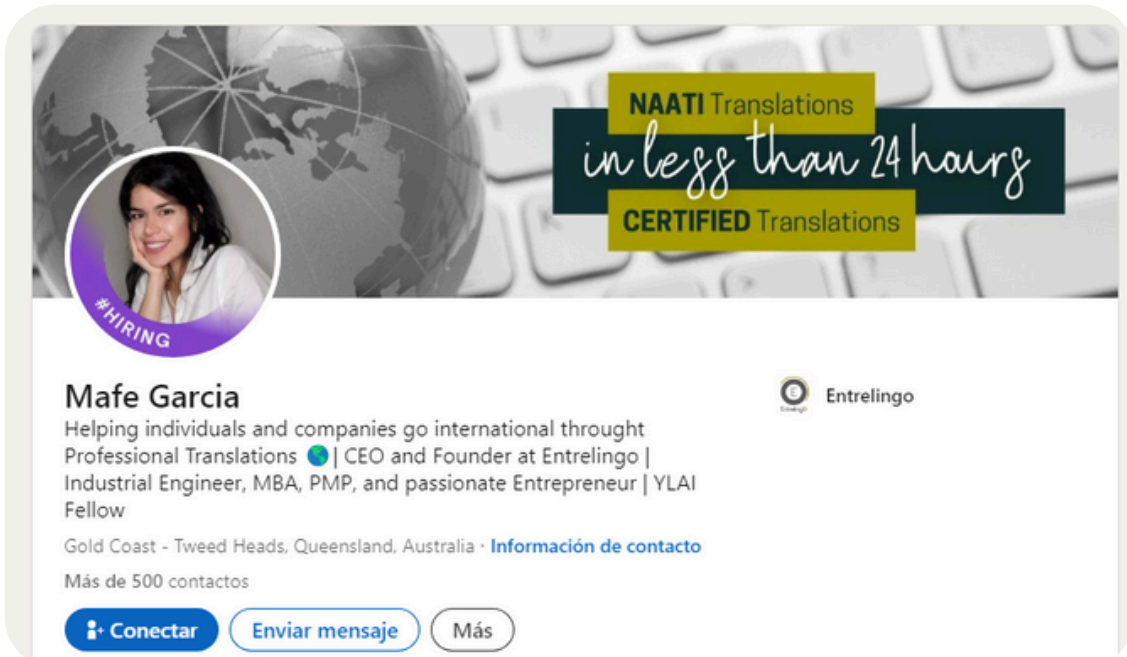 NAATI Translations
in less than 24 hours
CERTIFIED Translations
#HIRING
Mafe Garcia
Entrelingo
Helping individuals and companies go international throught
Professional Translations 🌎 | CEO and Founder at Entrelingo |
Industrial Engineer, MBA, PMP, and passionate Entrepreneur | YLAI
Fellow
Gold Coast - Tweed Heads, Queensland, Australia · Información de contacto
Más de 500 contactos
Conectar
Enviar mensaje
Más